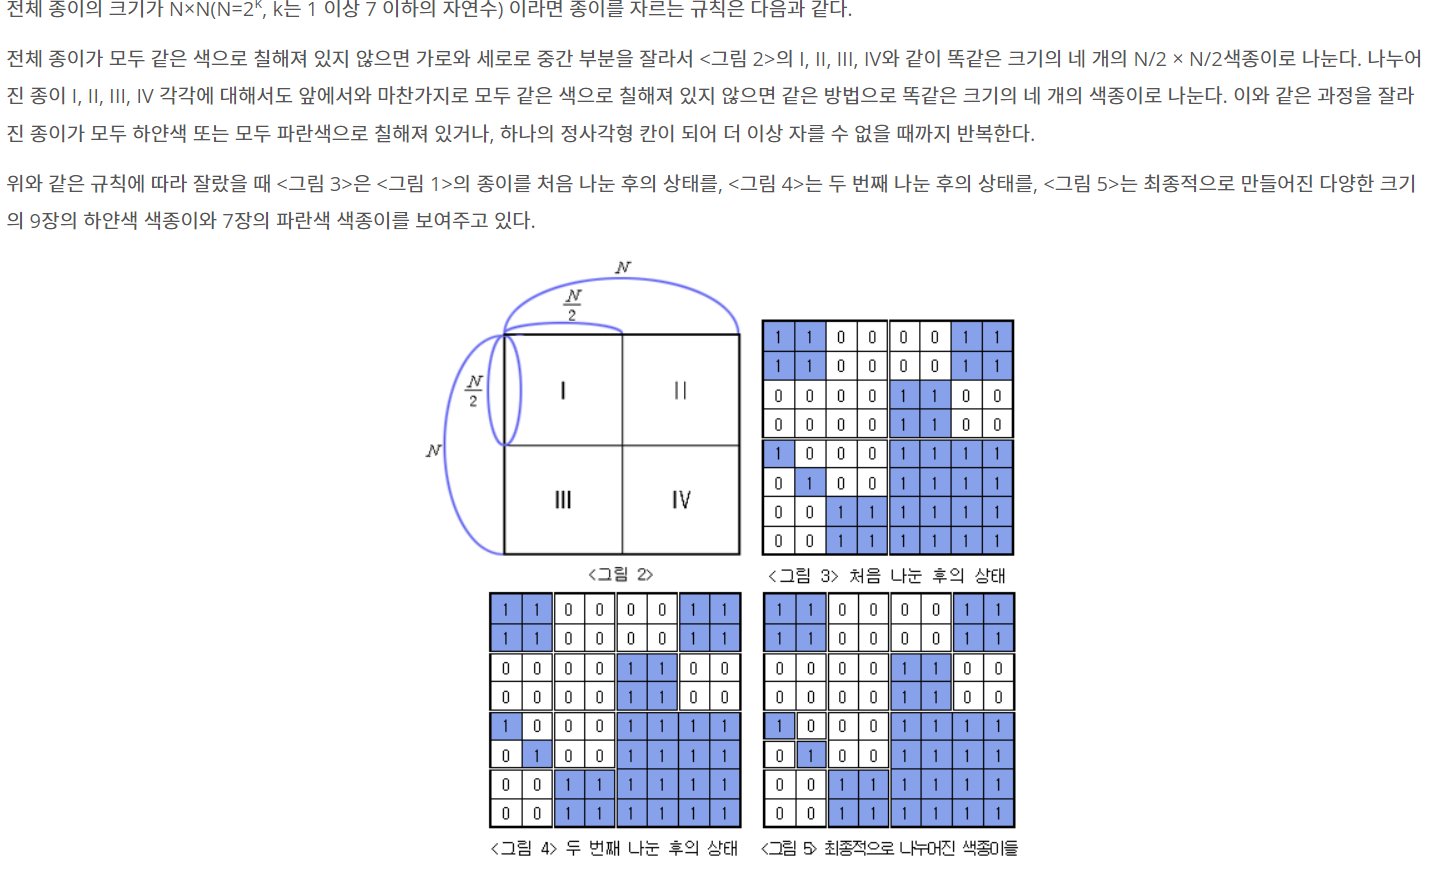 전체 종이의 크기가 N×N(N=2ᴷ, k는 1 이상 7 이하의 자연수) 이라면 종이를 자르는 규칙은 다음과 같다.
전체 종이가 모두 같은 색으로 칠해져 있지 않으면 가로와 세로로 중간 부분을 잘라서 <그림 2>의 I, II, III, IV와 같이 똑같은 크기의 네 개의 N/2 × N/2색종이로 나눈다. 나누어
진 종이 I, II, III, IV 각각에 대해서도 앞에서와 마찬가지로 모두 같은 색으로 칠해져 있지 않으면 같은 방법으로 똑같은 크기의 네 개의 색종이로 나눈다. 이와 같은 과정을 잘라
진 종이가 모두 하얀색 또는 모두 파란색으로 칠해져 있거나, 하나의 정사각형 칸이 되어 더 이상 자를 수 없을 때까지 반복한다.
위와 같은 규칙에 따라 잘랐을 때 <그림 3>은 <그림 1>의 종이를 처음 나눈 후의 상태를, <그림 4>는 두 번째 나눈 후의 상태를, <그림 5>는 최종적으로 만들어진 다양한 크기
의 9장의 하얀색 색종이와 7장의 파란색 색종이를 보여주고 있다.
N
N
2
N
2
N
I II
III IV
<그림 2>
1 1 0 0 0 0 1 1
1 1 0 0 0 0 1 1
0 0 0 0 1 1 0 0
0 0 0 0 1 1 0 0
1 0 0 0 1 1 1 1
0 1 0 0 1 1 1 1
0 0 1 1 1 1 1 1
0 0 1 1 1 1 1 1
<그림 3> 처음 나눈 후의 상태
1 1 0 0 0 0 1 1
1 1 0 0 0 0 1 1
0 0 0 0 1 1 0 0
0 0 0 0 1 1 0 0
1 0 0 0 1 1 1 1
0 1 0 0 1 1 1 1
0 0 1 1 1 1 1 1
0 0 1 1 1 1 1 1
<그림 4> 두 번째 나눈 후의 상태
1 1 0 0 0 0 1 1
1 1 0 0 0 0 1 1
0 0 0 0 1 1 0 0
0 0 0 0 1 1 0 0
1 0 0 0 1 1 1 1
0 1 0 0 1 1 1 1
0 0 1 1 1 1 1 1
0 0 1 1 1 1 1 1
<그림 5> 최종적으로 나누어진 색종이들